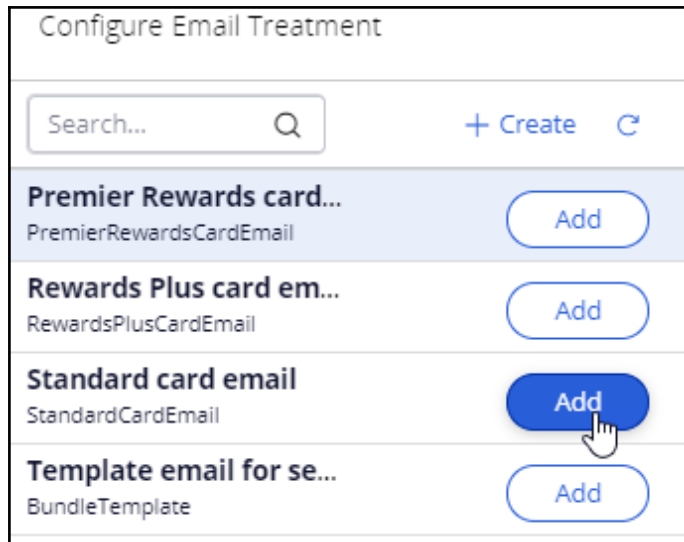 Configure Email Treatment
Search...
+ Create
Premier Rewards card...
PremierRewardsCardEmail
Add
Rewards Plus card em...
RewardsPlusCardEmail
Add
Standard card email
StandardCardEmail
Add
Template email for se...
BundleTemplate
Add